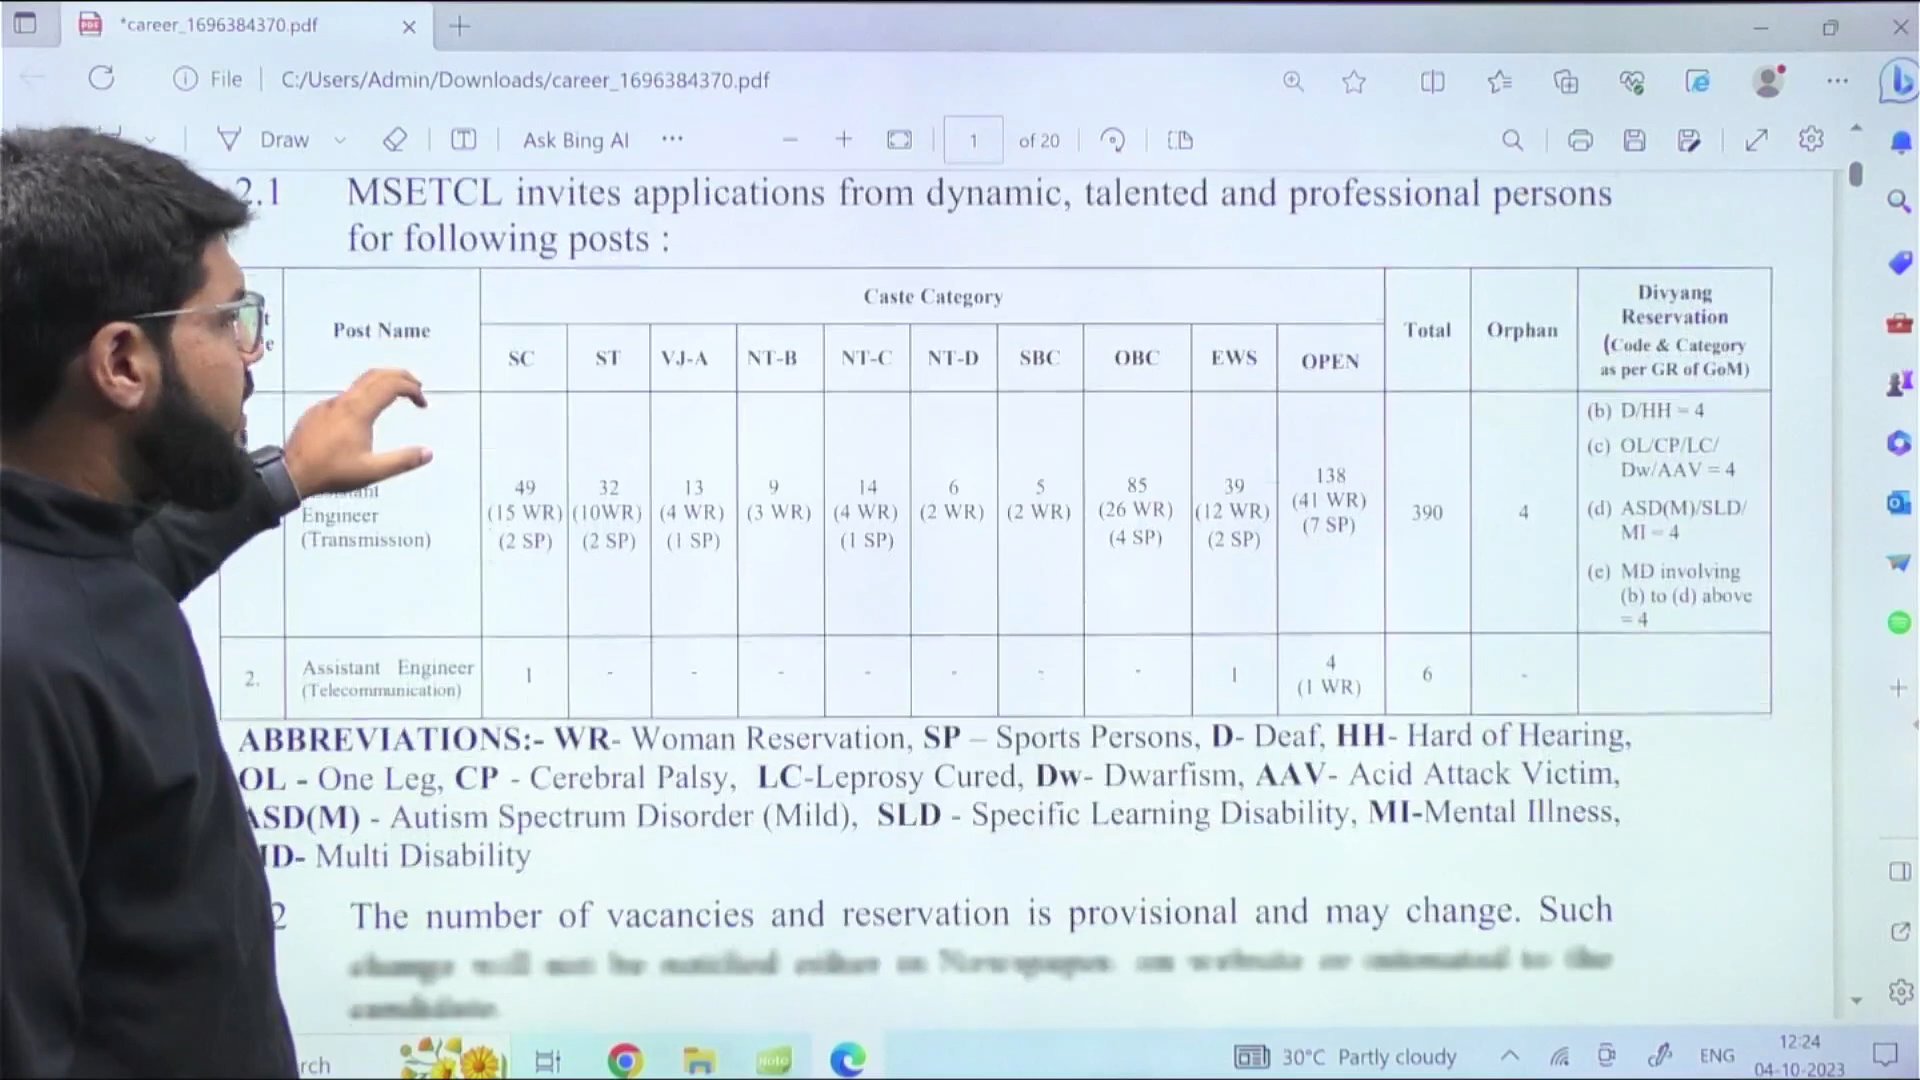 *career_1696384370.pdf
File
C:/Users/Admin/Downloads/career_1696384370.pdf
Draw
Ask Bing AI
1
of 20
2.1 MSETCL invites applications from dynamic, talented and professional persons
for following posts :
Post Name
Caste Category
Total
Orphan
Divyang
Reservation
(Code & Category
as per GR of GoM)
SC ST VJ-A NT-B NT-C NT-D SBC OBC EWS OPEN
Engineer
(Transmission)
49
(15 WR)
(2 SP)
32
(10WR)
(2 SP)
13
(4 WR)
(1 SP)
9
(3 WR)
14
(4 WR)
(1 SP)
6
(2 WR)
5
(2 WR)
85
(26 WR)
(4 SP)
39
(12 WR)
(2 SP)
138
(41 WR)
(7 SP)
390
4
(b) D/HH = 4
(c) OL/CP/LC/
Dw/AAV = 4
(d) ASD(M)/SLD/
MI = 4
(e) MD involving
(b) to (d) above
= 4
2.
Assistant Engineer
(Telecommunication)
1 - - - - - - - 1
4
(1 WR)
6
-
ABBREVIATIONS:- WR- Woman Reservation, SP – Sports Persons, D- Deaf, HH- Hard of Hearing,
OL - One Leg, CP - Cerebral Palsy, LC-Leprosy Cured, Dw- Dwarfism, AAV- Acid Attack Victim,
ASD(M) - Autism Spectrum Disorder (Mild), SLD - Specific Learning Disability, MI-Mental Illness,
MD- Multi Disability
2 The number of vacancies and reservation is provisional and may change. Such
30°C Partly cloudy
ENG
12:24
04-10-2023